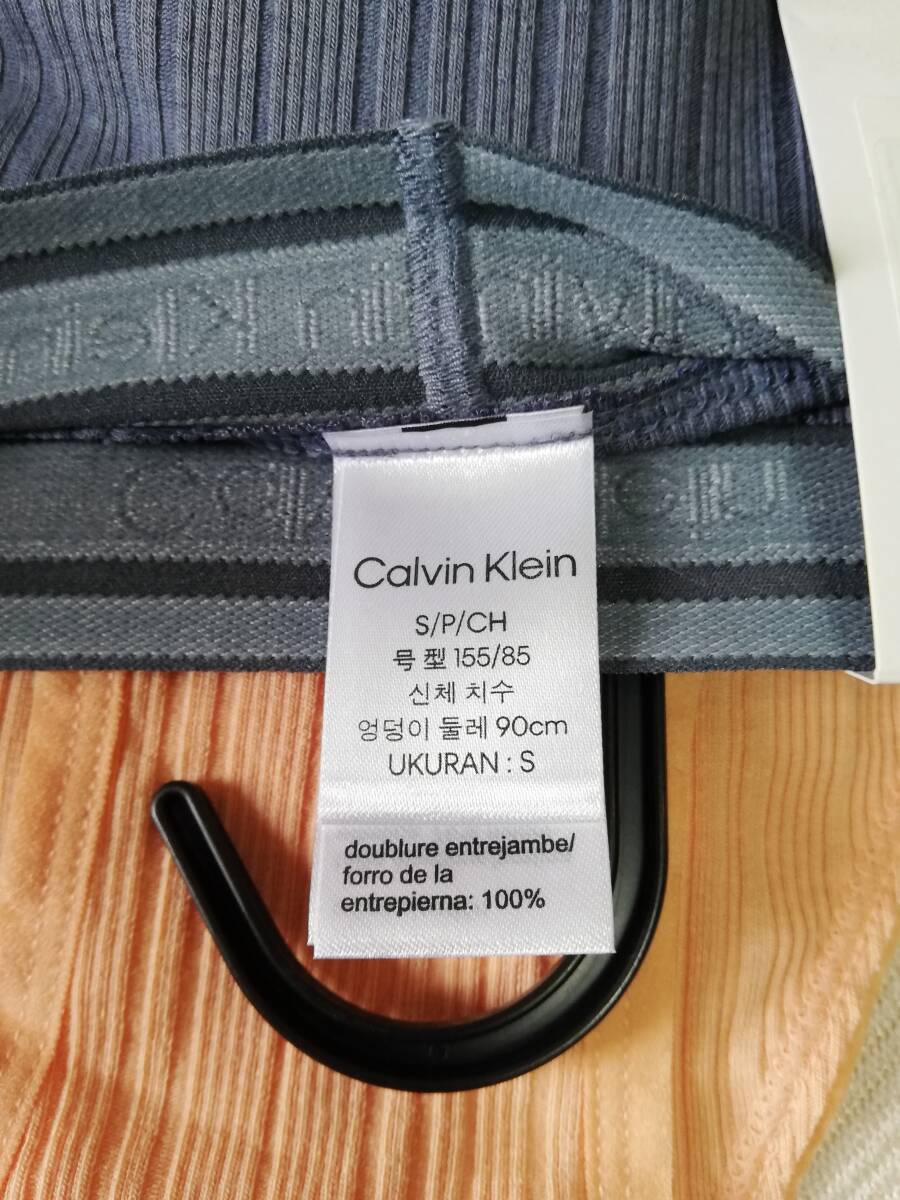 Calvin Klein
S/P/CH
号型 155/85
신체 치수
엉덩이 둘레 90cm
UKURAN : S
doublure entrejambe/
forro de la
entrepierna: 100%